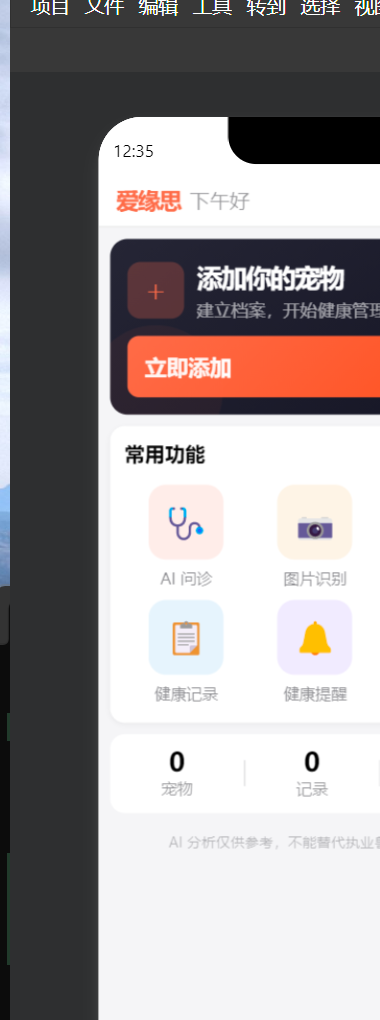 项目 文件 编辑 工具 转到 选择
12:35
爱缘思 下午好
添加你的宠物
建立档案，开始健康管理
立即添加
常用功能
AI 问诊 图片识别
健康记录 健康提醒
0 0
宠物 记录
AI 分析仅供参考，不能替代执业